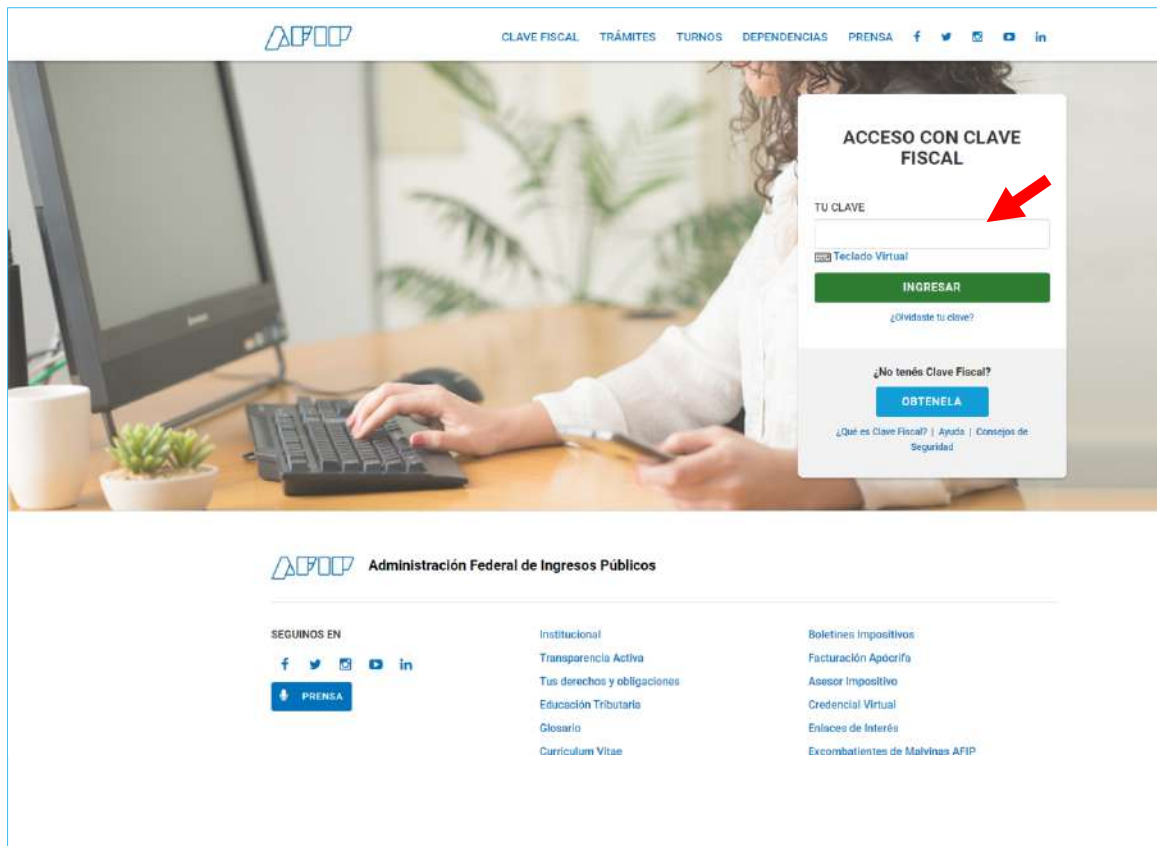 AFIP
CLAVE FISCAL TRÁMITES TURNOS DEPENDENCIAS PRENSA
ACCESO CON CLAVE
FISCAL
TU CLAVE
Teclado Virtual
INGRESAR
¿Olvidaste tu clave?
¿No tenés Clave Fiscal?
OBTENELA
¿Qué es Clave Fiscal? | Ayuda | Consejos de
Seguridad
AFIP Administración Federal de Ingresos Públicos
SEGUINOS EN
PRENSA
Institucional
Transparencia Activa
Tus derechos y obligaciones
Educación Tributaria
Glosario
Curriculum Vitae
Boletines Impositivos
Facturación Apócrifa
Asesor Impositivo
Credencial Virtual
Enlaces de Interés
Excombatientes de Malvinas AFIP